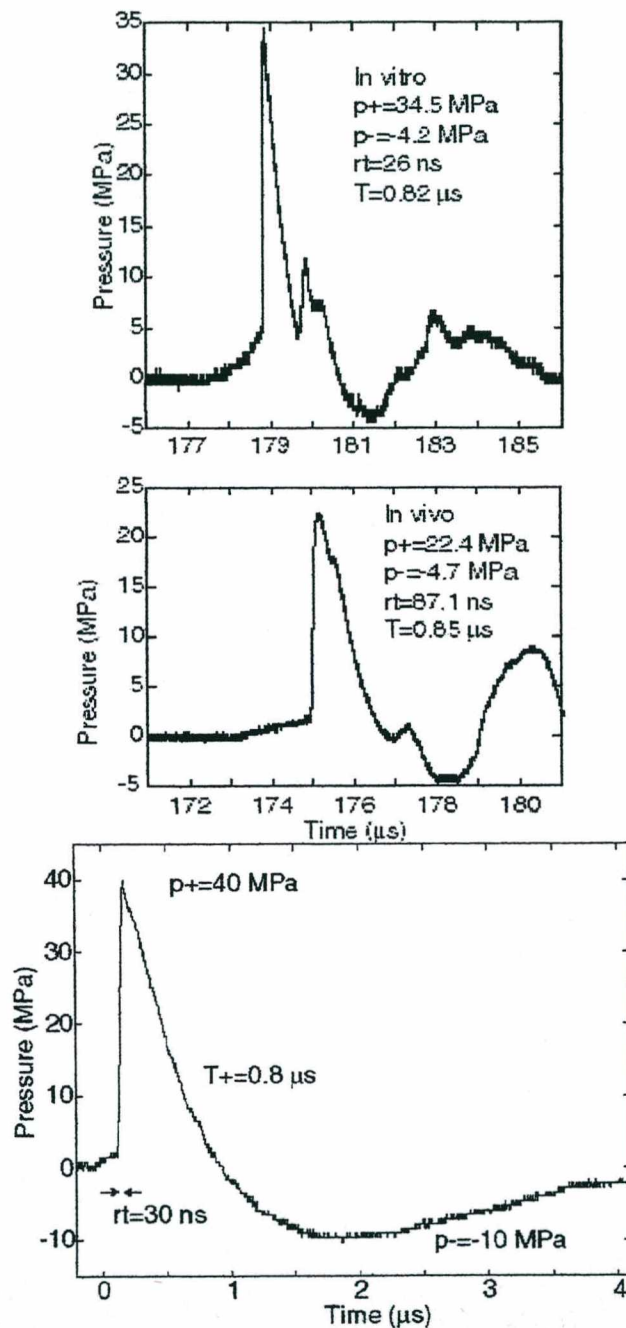 35
30
25
20
15
10
5
0
-5
Pressure (MPa)
In vitro
p+=34.5 MPa
p-=-4.2 MPa
rt=26 ns
T=0.82 µs
177 179 181 183 185
25
20
15
10
5
0
-5
Pressure (MPa)
In vivo
p+=22.4 MPa
p-=-4.7 MPa
rt=87.1 ns
T=0.85 µs
172 174 176 178 180
Time (µs)
40
30
20
10
0
-10
Pressure (MPa)
p+=40 MPa
T+=0.8 µs
rt=30 ns
p-=-10 MPa
0 1 2 3 4
Time (µs)